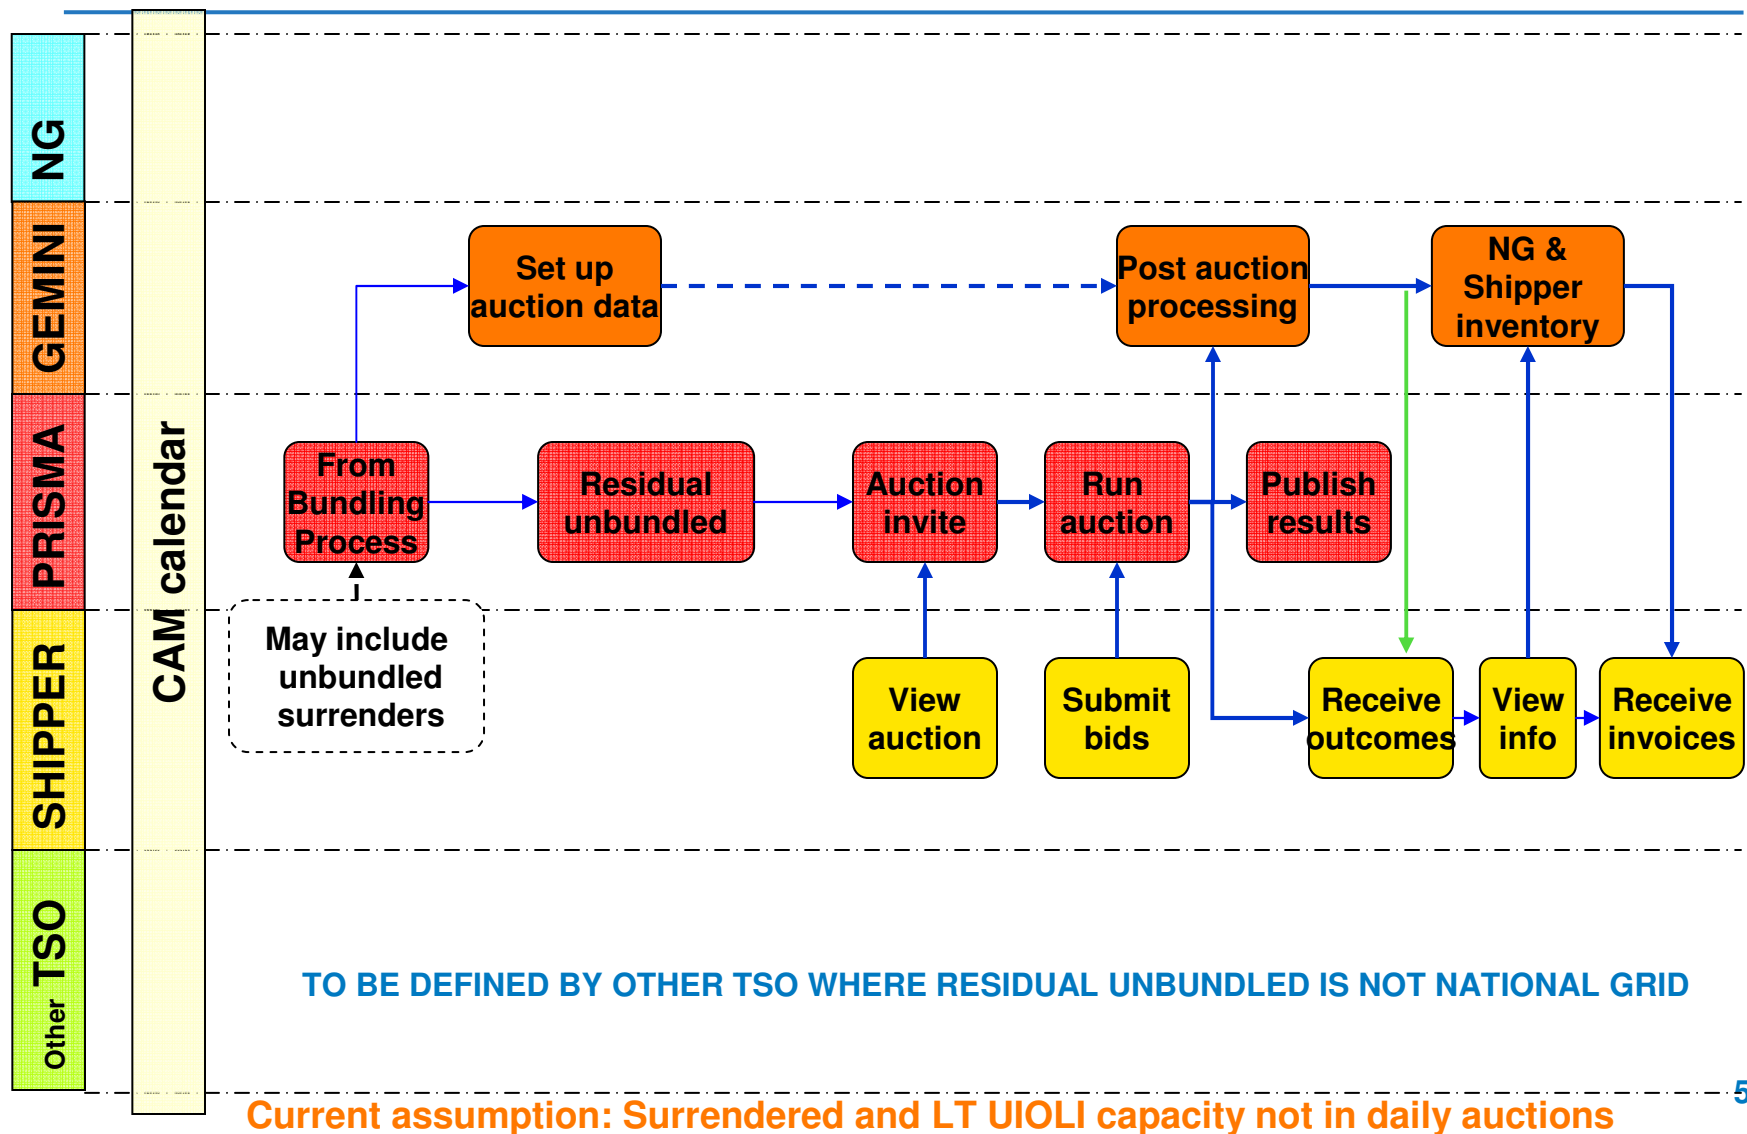 NG
GEMINI
PRISMA
SHIPPER
Other TSO
CAM calendar
Set up
auction data
Post auction
processing
NG &
Shipper
inventory
From
Bundling
Process
Residual
unbundled
Auction
invite
Run
auction
Publish
results
May include
unbundled
surrenders
View
auction
Submit
bids
Receive
outcomes
View
info
Receive
invoices
TO BE DEFINED BY OTHER TSO WHERE RESIDUAL UNBUNDLED IS NOT NATIONAL GRID
5
Current assumption: Surrendered and LT UIOLI capacity not in daily auctions